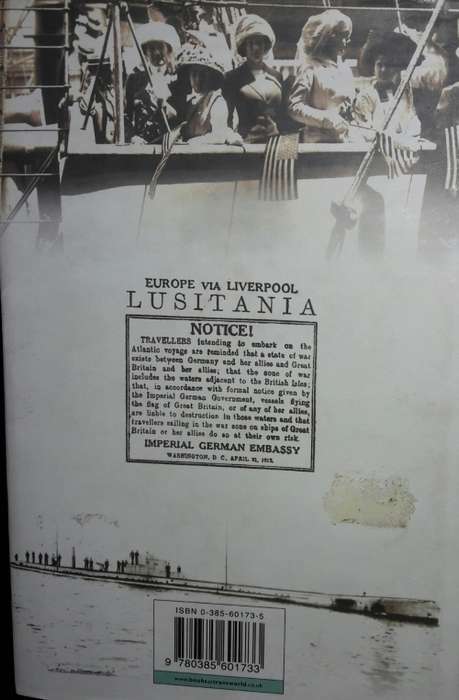 EUROPE VIA LIVERPOOL
LUSITANIA
NOTICE!
TRAVELLERS intending to embark on the
Atlantic voyage are reminded that a state of war
exists between Germany and her allies and Great
Britain and her allies; that the zone of war
includes the waters adjacent to the British Isles;
that, in accordance with formal notice given by
the Imperial German Government, vessels flying
the flag of Great Britain, or of any of her allies,
are liable to destruction in those waters and that
travellers sailing in the war zone on ships of Great
Britain or her allies do so at their own risk.
IMPERIAL GERMAN EMBASSY
WASHINGTON, D. C., APRIL 22, 1915.
ISBN 0-385-60173-5
9 780385 601733
www.booksattransworld.co.uk